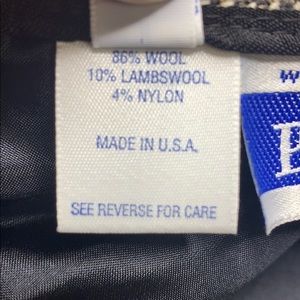 86% WOOL
10% LAMBSWOOL
4% NYLON
MADE IN U.S.A.
SEE REVERSE FOR CARE